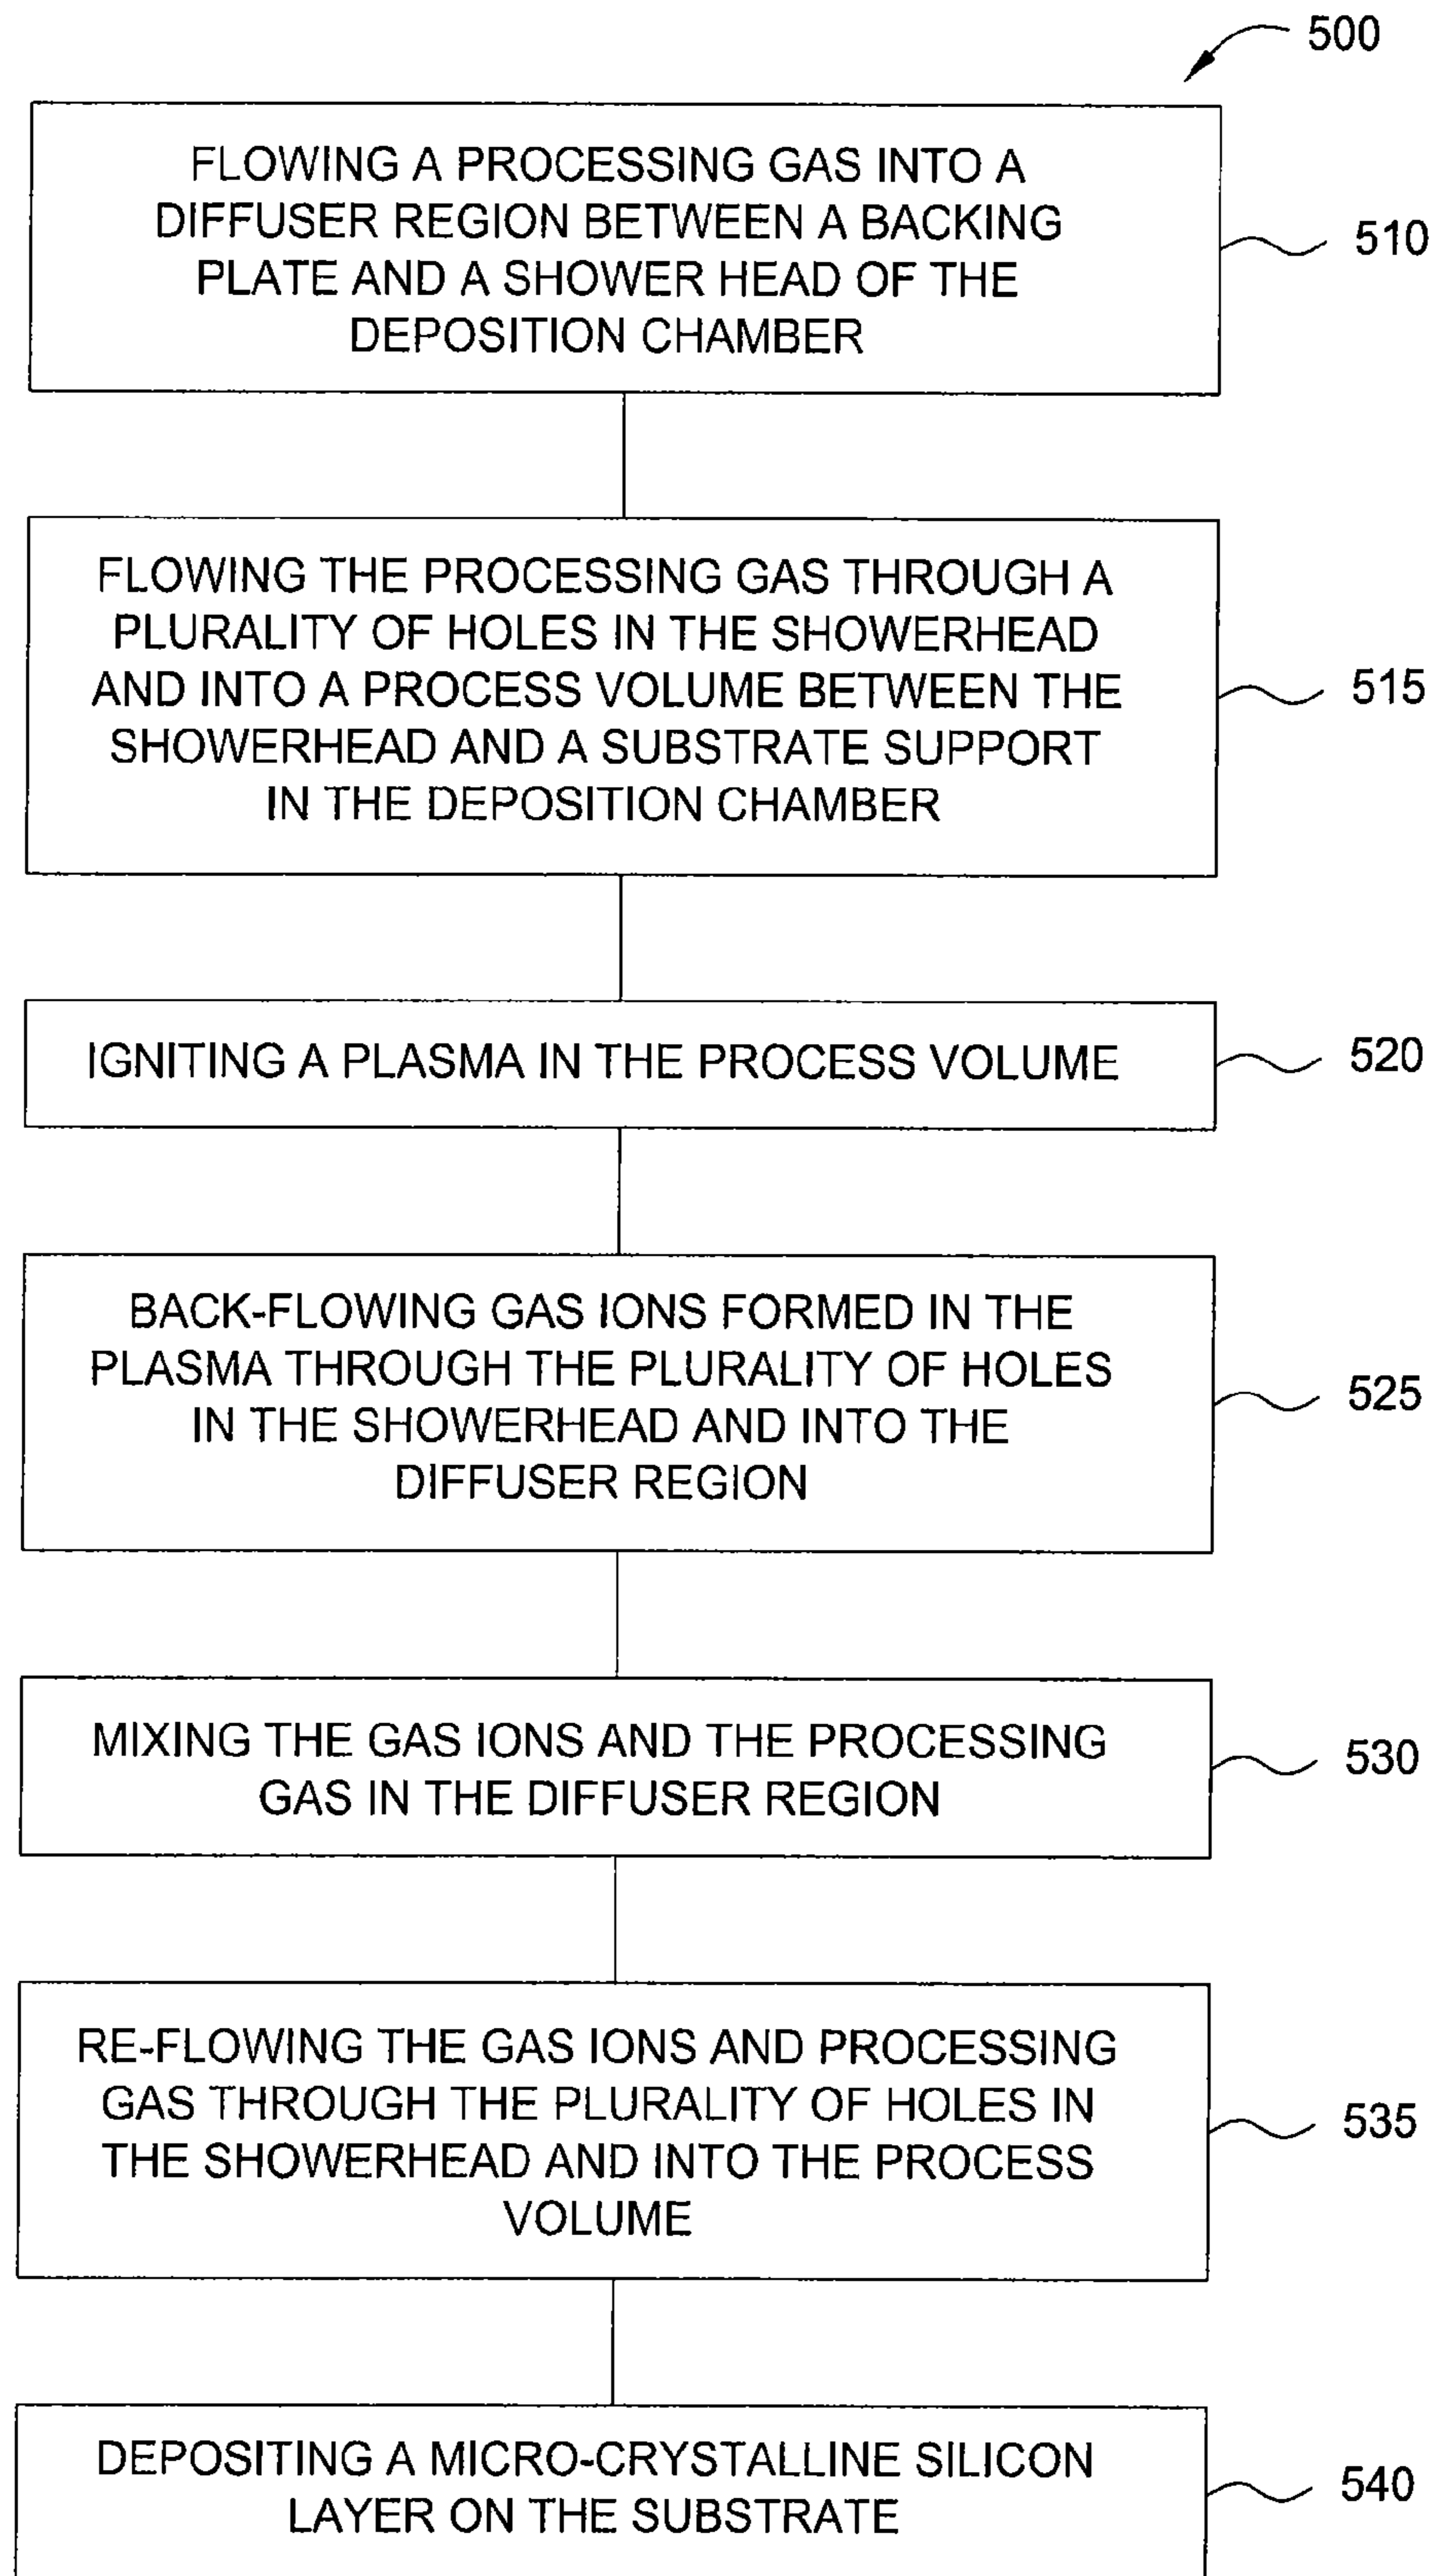 500
FLOWING A PROCESSING GAS INTO A
DIFFUSER REGION BETWEEN A BACKING
PLATE AND A SHOWER HEAD OF THE
DEPOSITION CHAMBER
510
FLOWING THE PROCESSING GAS THROUGH A
PLURALITY OF HOLES IN THE SHOWERHEAD
AND INTO A PROCESS VOLUME BETWEEN THE
SHOWERHEAD AND A SUBSTRATE SUPPORT
IN THE DEPOSITION CHAMBER
515
IGNITING A PLASMA IN THE PROCESS VOLUME
520
BACK-FLOWING GAS IONS FORMED IN THE
PLASMA THROUGH THE PLURALITY OF HOLES
IN THE SHOWERHEAD AND INTO THE
DIFFUSER REGION
525
MIXING THE GAS IONS AND THE PROCESSING
GAS IN THE DIFFUSER REGION
530
RE-FLOWING THE GAS IONS AND PROCESSING
GAS THROUGH THE PLURALITY OF HOLES IN
THE SHOWERHEAD AND INTO THE PROCESS
VOLUME
535
DEPOSITING A MICRO-CRYSTALLINE SILICON
LAYER ON THE SUBSTRATE
540